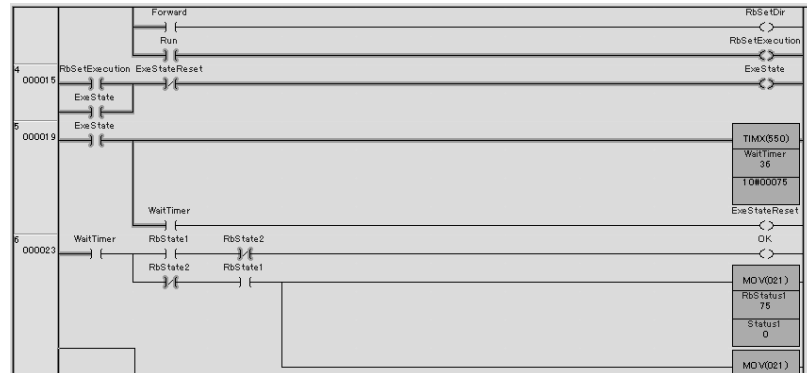 Forward RbSetDir
Run RbSetExecution
4 RbSetExecution ExeStateReset ExeState
000015
ExeState
5 ExeState
000019 TIMX(550)
WaitTimer
36
10#00075
WaitTimer ExeStateReset
6 WaitTimer RbState1 RbState2 OK
000023
RbState2 RbState1
MOV(021)
RbStatus1
75
Status1
0
MOV(021)